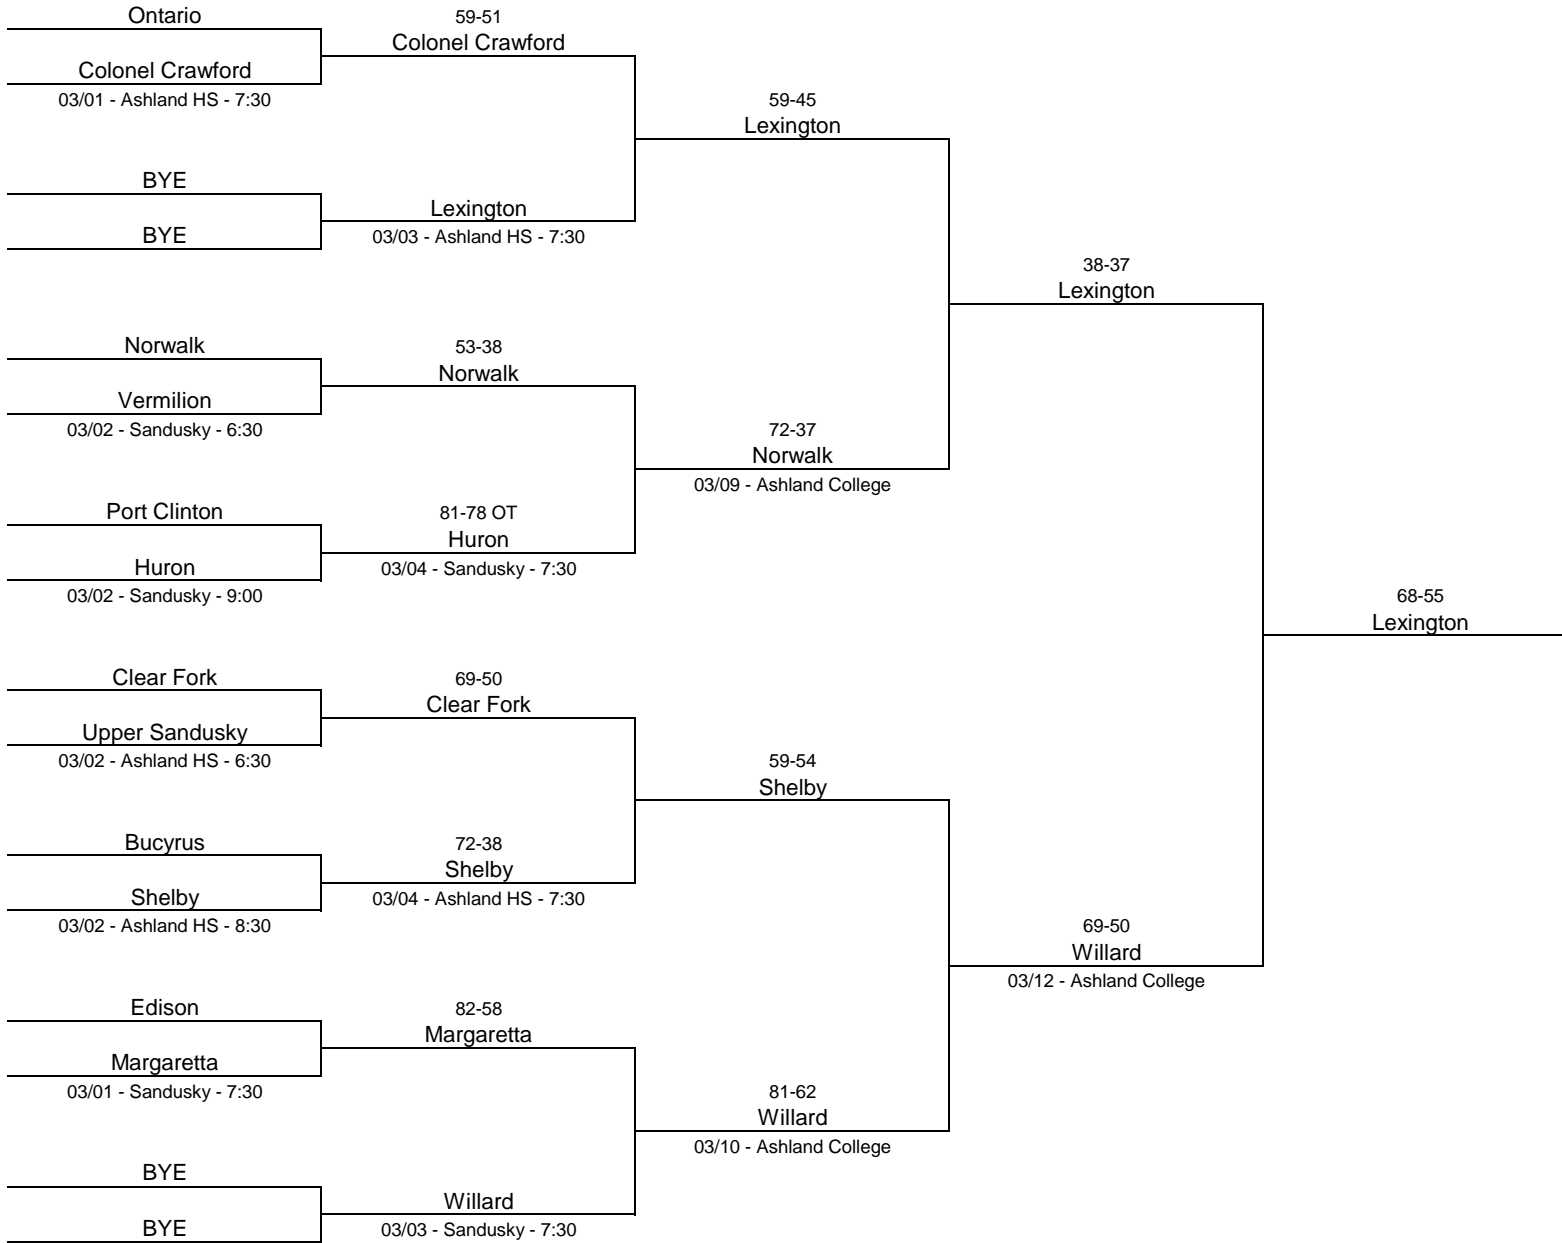 Ontario
Colonel Crawford
03/01 - Ashland HS - 7:30
BYE
BYE
Norwalk
Vermilion
03/02 - Sandusky - 6:30
Port Clinton
Huron
03/02 - Sandusky - 9:00
Clear Fork
Upper Sandusky
03/02 - Ashland HS - 6:30
Bucyrus
Shelby
03/02 - Ashland HS - 8:30
Edison
Margaretta
03/01 - Sandusky - 7:30
BYE
BYE
59-51
Colonel Crawford
Lexington
03/03 - Ashland HS - 7:30
53-38
Norwalk
81-78 OT
Huron
03/04 - Sandusky - 7:30
69-50
Clear Fork
72-38
Shelby
03/04 - Ashland HS - 7:30
82-58
Margaretta
Willard
03/03 - Sandusky - 7:30
59-45
Lexington
72-37
Norwalk
03/09 - Ashland College
59-54
Shelby
81-62
Willard
03/10 - Ashland College
38-37
Lexington
69-50
Willard
03/12 - Ashland College
68-55
Lexington